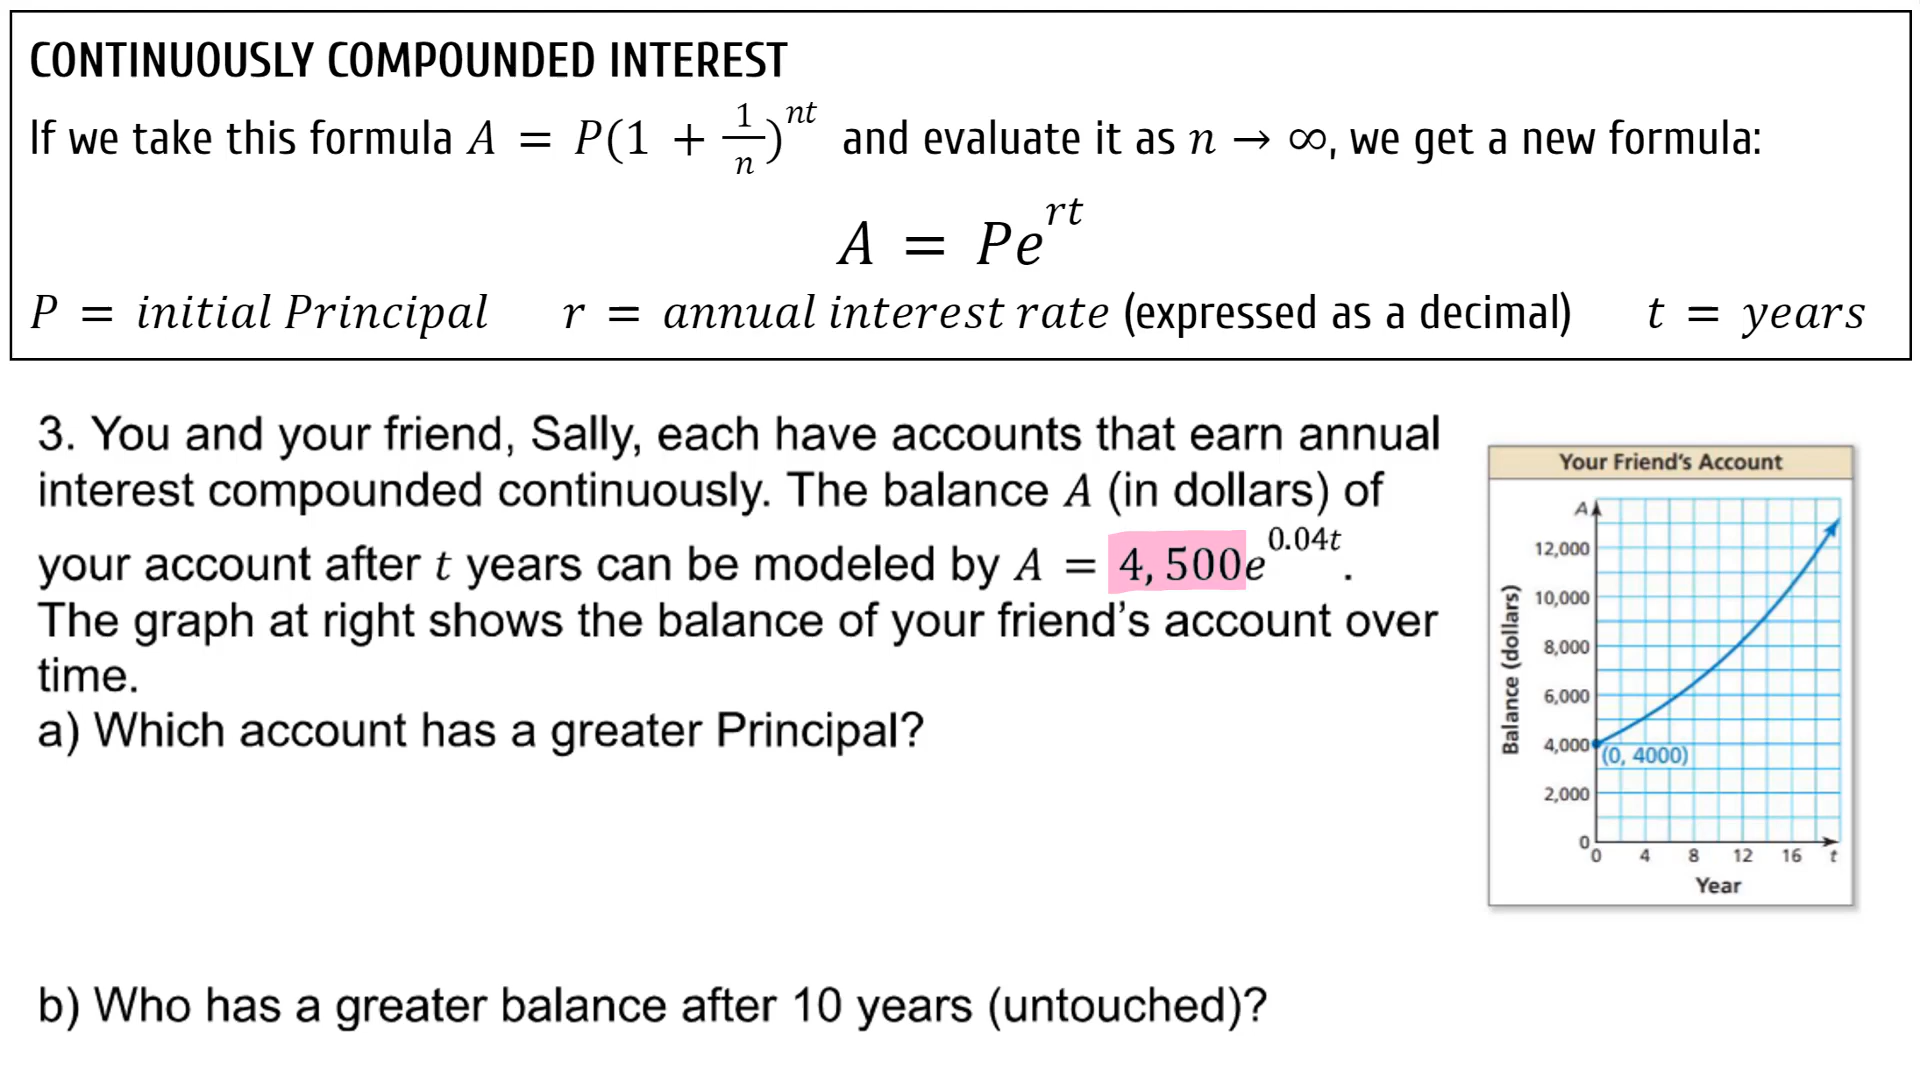 CONTINUOUSLY COMPOUNDED INTEREST
If we take this formula A = P(1 + 1/n)^nt and evaluate it as n → ∞, we get a new formula:
A = Pe^rt
P = initial Principal r = annual interest rate (expressed as a decimal) t = years
3. You and your friend, Sally, each have accounts that earn annual
interest compounded continuously. The balance A (in dollars) of
your account after t years can be modeled by A = 4,500e^0.04t.
The graph at right shows the balance of your friend's account over
time.
a) Which account has a greater Principal?
Your Friend's Account
A
12,000
10,000
8,000
6,000
4,000
2,000
0
Balance (dollars)
(0, 4000)
0 4 8 12 16 t
Year
b) Who has a greater balance after 10 years (untouched)?